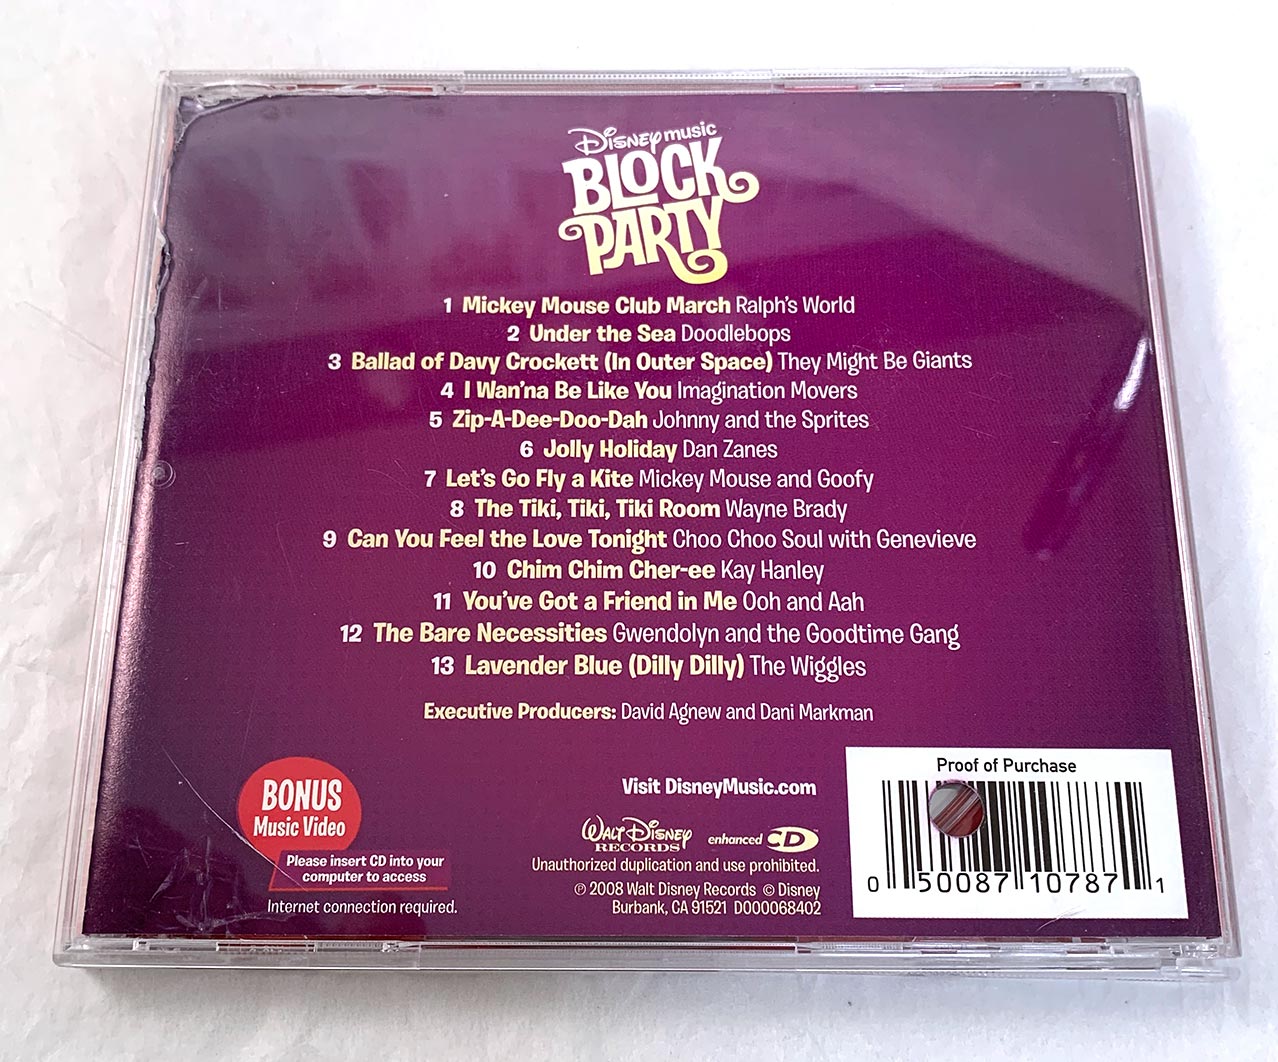 Disney music
BLOCK
PARTY
1 Mickey Mouse Club March Ralph's World
2 Under the Sea Doodlebops
3 Ballad of Davy Crockett (In Outer Space) They Might Be Giants
4 I Wan'na Be Like You Imagination Movers
5 Zip-A-Dee-Doo-Dah Johnny and the Sprites
6 Jolly Holiday Dan Zanes
7 Let's Go Fly a Kite Mickey Mouse and Goofy
8 The Tiki, Tiki, Tiki Room Wayne Brady
9 Can You Feel the Love Tonight Choo Choo Soul with Genevieve
10 Chim Chim Cher-ee Kay Hanley
11 You've Got a Friend in Me Ooh and Aah
12 The Bare Necessities Gwendolyn and the Goodtime Gang
13 Lavender Blue (Dilly Dilly) The Wiggles
Executive Producers: David Agnew and Dani Markman
BONUS
Music Video
Please insert CD into your
computer to access
Internet connection required.
Visit DisneyMusic.com
WALT DISNEY
RECORDS
enhanced CD™
Unauthorized duplication and use prohibited.
℗ 2008 Walt Disney Records © Disney
Burbank, CA 91521 D000068402
Proof of Purchase
0 50087 10787 1